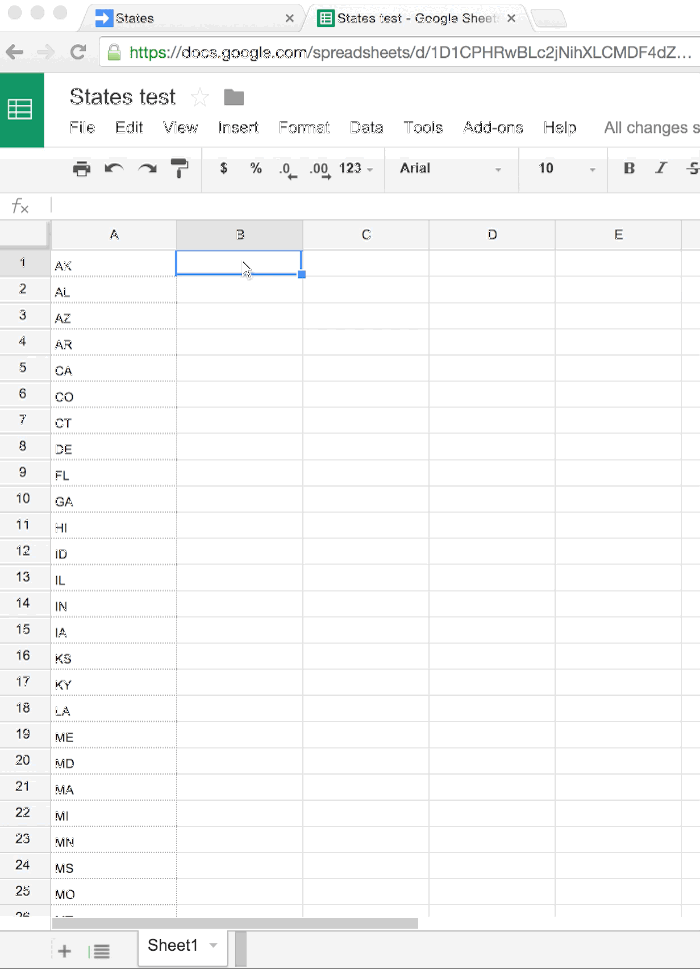 States
States test - Google Sheet
https://docs.google.com/spreadsheets/d/1D1CPHRwBLc2jNihXLCMDF4dZ...
States test
File Edit View Insert Format Data Tools Add-ons Help All changes s
$ % .0 .00 123 Arial 10 B I S
fx
A B C D E
1 AK
2 AL
3 AZ
4 AR
5 CA
6 CO
7 CT
8 DE
9 FL
10 GA
11 HI
12 ID
13 IL
14 IN
15 IA
16 KS
17 KY
18 LA
19 ME
20 MD
21 MA
22 MI
23 MN
24 MS
25 MO
26
Sheet1